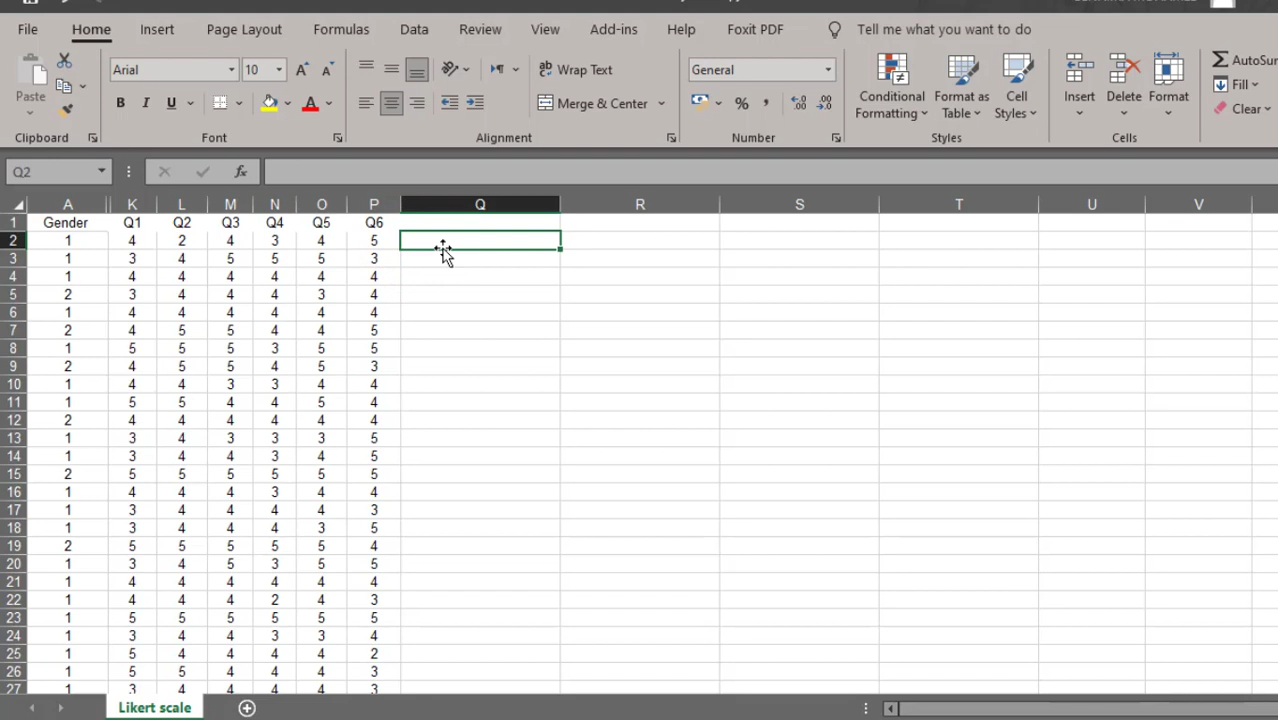 File Home Insert Page Layout Formulas Data Review View Add-ins Help Foxit PDF Tell me what you want to do
Paste
Arial 10
B I U
Wrap Text
Merge & Center
General
% ,
Conditional Formatting
Format as Table
Cell Styles
Insert Delete Format
Fill
Clear
Clipboard Font Alignment Number Styles Cells
Q2 fx
A K L M N O P Q R S T U V
1 Gender Q1 Q2 Q3 Q4 Q5 Q6
2 1 4 2 4 3 4 5
3 1 3 4 5 5 5 3
4 1 4 4 4 4 4 4
5 2 3 4 4 4 3 4
6 1 4 4 4 4 4 4
7 2 4 5 5 4 4 5
8 1 5 5 5 3 5 5
9 2 4 5 5 4 5 3
10 1 4 4 3 3 4 4
11 1 5 5 4 4 5 4
12 2 4 4 4 4 4 4
13 1 3 4 3 3 3 5
14 1 3 4 4 3 4 5
15 2 5 5 5 5 5 5
16 1 4 4 4 3 4 4
17 1 3 4 4 4 4 3
18 1 3 4 4 4 3 5
19 2 5 5 5 5 5 4
20 1 3 4 5 3 5 5
21 1 4 4 4 4 4 4
22 1 4 4 4 2 4 3
23 1 5 5 5 5 5 5
24 1 3 4 4 3 3 4
25 1 5 4 4 4 4 2
26 1 5 5 4 4 4 3
27 1 3 4 4 4 4 3
Likert scale